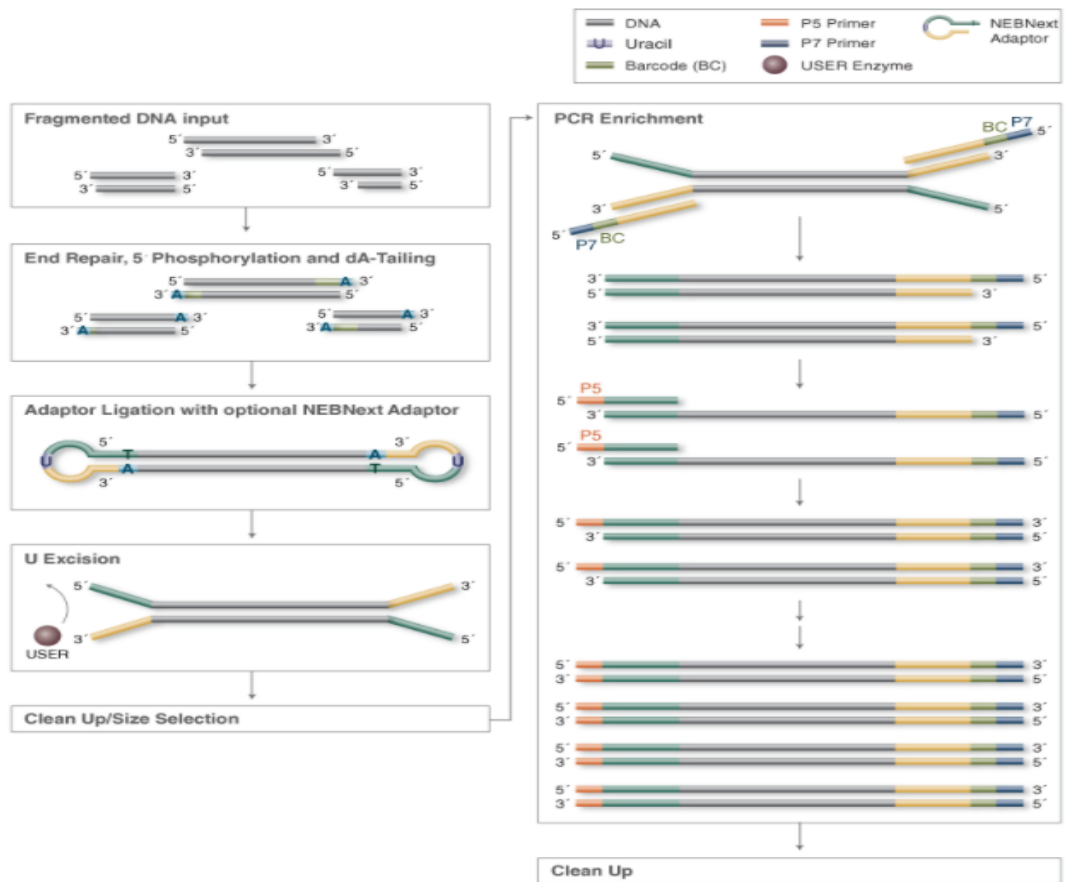 DNA
Uracil
U
Barcode (BC)
P5 Primer
P7 Primer
USER Enzyme
NEBNext
Adaptor
Fragmented DNA input
5´ 3´
3´ 5´
5´ 3´
3´ 5´
5´ 3´
3´ 5´
End Repair, 5´ Phosphorylation and dA-Tailing
5´ A 3´
3´ A 5´
A 3´
5´
3´ A 5´
5´ A 3´
3´ A 5´
Adaptor Ligation with optional NEBNext Adaptor
5´ 3´
T A
U U
A T
3´ 5´
U Excision
5´ 3´
3´ 5´
USER
Clean Up/Size Selection
PCR Enrichment
BC P7
5´
5´ 3´
3´ 5´
5´
P7 BC
3´ 5´
5´ 3´
3´ 5´
5´ 3´
P5
5´
3´ 5´
P5
5´
3´ 5´
5´ 3´
3´ 5´
5´ 3´
3´ 5´
5´ 3´
3´ 5´
5´ 3´
3´ 5´
5´ 3´
3´ 5´
5´ 3´
3´ 5´
Clean Up